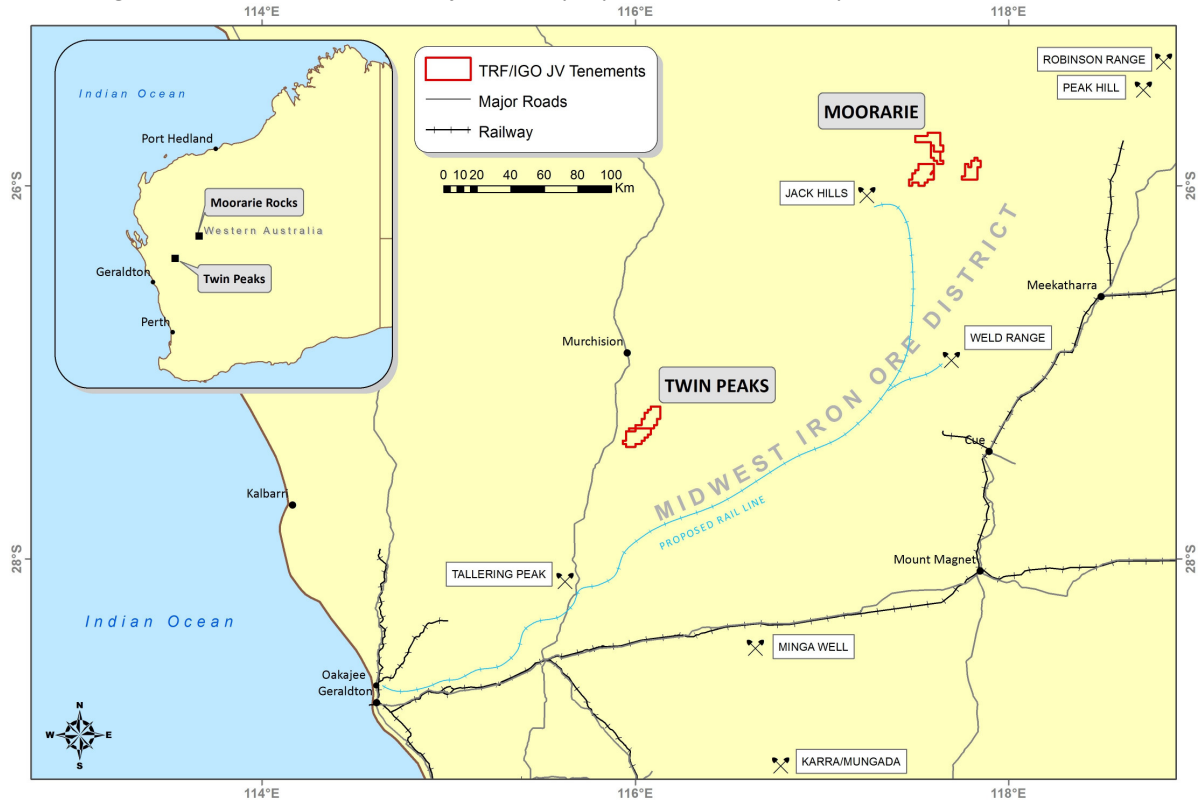 114°E
116°E
118°E
Indian Ocean
Port Hedland
Moorarie Rocks
Western Australia
Twin Peaks
Geraldton
Perth
TRF/IGO JV Tenements
Major Roads
Railway
0 10 20 40 60 80 100
Km
ROBINSON RANGE
PEAK HILL
MOORARIE
26°S
26°S
JACK HILLS
Meekatharra
MIDWEST IRON ORE DISTRICT
WELD RANGE
Murchision
TWIN PEAKS
Cue
Kalbarri
PROPOSED RAIL LINE
28°S
28°S
Mount Magnet
TALLERING PEAK
Indian Ocean
MINGA WELL
Oakajee
Geraldton
N
W E
S
KARRA/MUNGADA
114°E
116°E
118°E